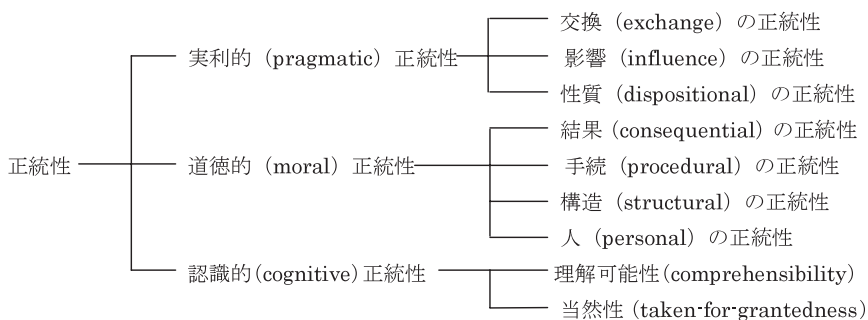 交換（exchange）の正統性
実利的（pragmatic）正統性
影響（influence）の正統性
性質（dispositional）の正統性
結果（consequential）の正統性
正統性
道徳的（moral）正統性
手続（procedural）の正統性
構造（structural）の正統性
人（personal）の正統性
認識的(cognitive)正統性
理解可能性(comprehensibility)
当然性（taken-for-grantedness）